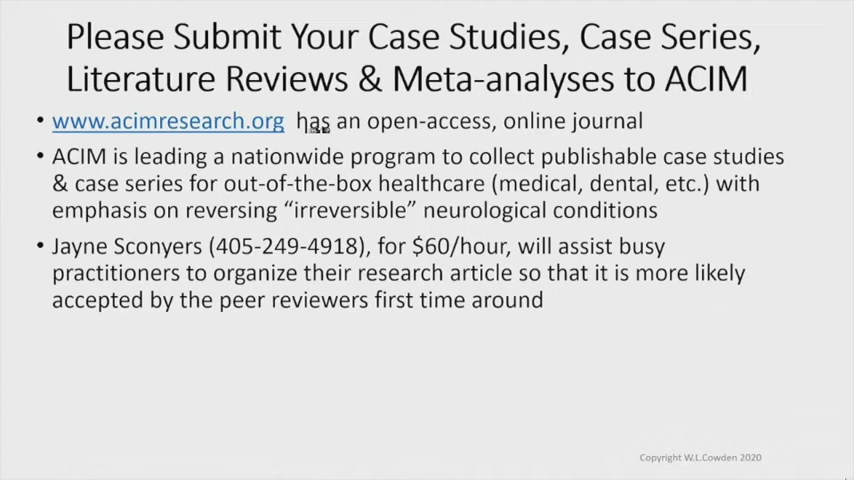 Please Submit Your Case Studies, Case Series,
Literature Reviews & Meta-analyses to ACIM
• www.acimresearch.org has an open-access, online journal
• ACIM is leading a nationwide program to collect publishable case studies
& case series for out-of-the-box healthcare (medical, dental, etc.) with
emphasis on reversing “irreversible” neurological conditions
• Jayne Sconyers (405-249-4918), for $60/hour, will assist busy
practitioners to organize their research article so that it is more likely
accepted by the peer reviewers first time around
Copyright W.L.Cowden 2020